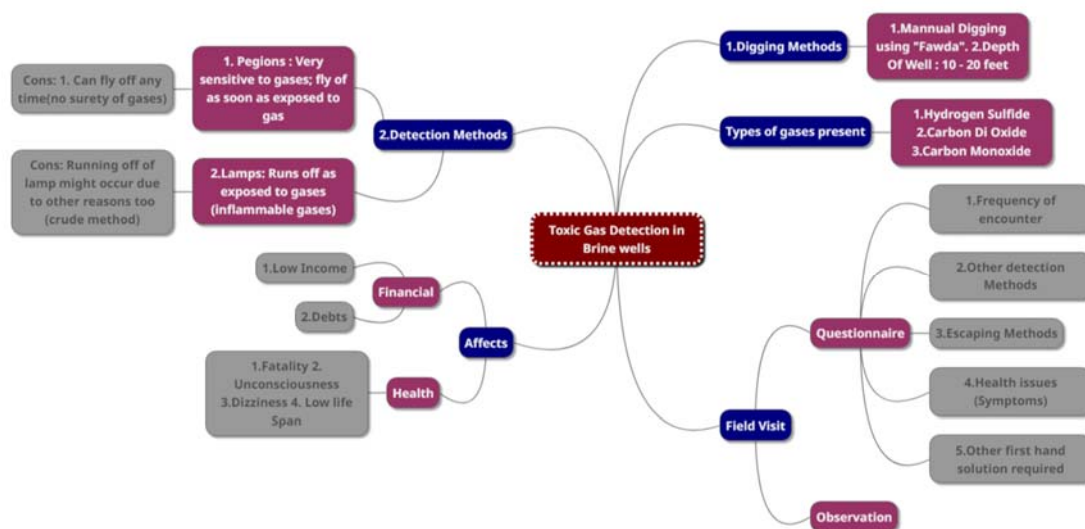 Toxic Gas Detection in
Brine wells
1.Digging Methods
1.Mannual Digging
using "Fawda". 2.Depth
Of Well : 10 - 20 feet
Types of gases present
1.Hydrogen Sulfide
2.Carbon Di Oxide
3.Carbon Monoxide
Field Visit
Questionnaire
1.Frequency of
encounter
2.Other detection
Methods
3.Escaping Methods
4.Health issues
(Symptoms)
5.Other first hand
solution required
Observation
2.Detection Methods
1. Pegions : Very
sensitive to gases; fly of
as soon as exposed to
gas
Cons: 1. Can fly off any
time(no surety of gases)
2.Lamps: Runs off as
exposed to gases
(inflammable gases)
Cons: Running off of
lamp might occur due
to other reasons too
(crude method)
Affects
Financial
1.Low Income
2.Debts
Health
1.Fatality 2.
Unconsciousness
3.Dizziness 4. Low life
Span